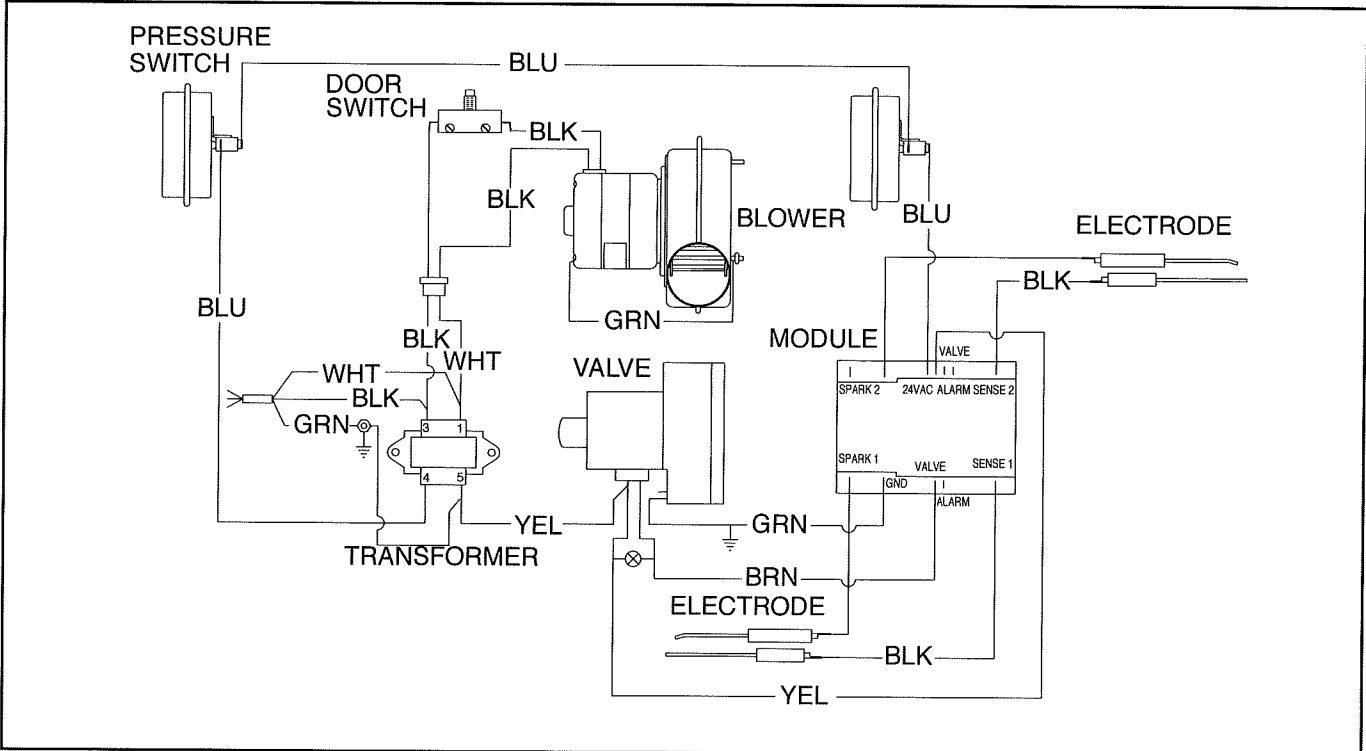 PRESSURE
SWITCH
BLU
DOOR
SWITCH
BLK
BLK
BLOWER
BLU
ELECTRODE
BLK
BLU
GRN
MODULE
BLK
WHT
VALVE
WHT
BLK
GRN
3 1
4 5
TRANSFORMER
VALVE
SPARK 2 24VAC ALARM SENSE 2
SPARK 1 VALVE SENSE 1
GND
ALARM
YEL
GRN
BRN
ELECTRODE
BLK
YEL